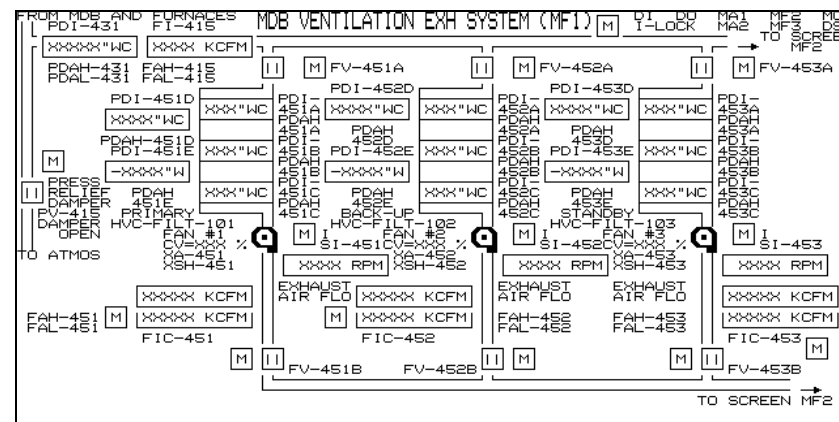 FROM MDB AND FURNACES MDB VENTILATION EXH SYSTEM (MF1) M DI DO MA1 MF2
PDI-431 FI-415 I-LOCK MA2 MF3
TO SCREEN
MF2
XXXXX"WC XXXX KCFM
PDAH-431 FAH-415 M FV-451A M FV-452A M FV-453A
PDAL-431 FAL-415
PDI-451D XXX"WC PDI-451A PDAH 451A PDI-452D XXX"WC PDI-452A PDAH 452A PDI-453D XXX"WC PDI-453A PDAH 453A
XXXX"WC XXXX"WC XXXX"WC
PDAH-451D PDAH 452D PDAH 453D
PDI-451E XXX"WC PDI-451B PDAH 451B PDI-452E XXX"WC PDI-452B PDAH 452B PDI-453E XXX"WC PDI-453B PDAH 453B
M -XXXX"W -XXXX"W -XXXX"W
PRESS RELIEF DAMPER PDAH 451E XXX"WC PDI-451C PDAH 451C PDAH 452E XXX"WC PDI-452C PDAH 452C PDAH 453E XXX"WC PDI-453C PDAH 453C
PV-415 PRIMARY BACK-UP STANDBY
DAMPER HVC-FILT-101 HVC-FILT-102 HVC-FILT-103
OPEN FAN #1 M I FAN #2 M I FAN #3 M I
CV=XXX % SI-451 CV=XXX % SI-452 CV=XXX % SI-453
TO ATMOS XA-451 XA-452 XA-453
XSH-451 XXXX RPM XSH-452 XXXX RPM XSH-453 XXXX RPM
EXHAUST EXHAUST EXHAUST
AIR FLO AIR FLO AIR FLO
XXXXX KCFM XXXXX KCFM XXXXX KCFM
FAH-451 M XXXXX KCFM M XXXXX KCFM FAH-452 FAH-453 XXXXX KCFM
FAL-451 FAL-452 FAL-453
FIC-451 FIC-452 FIC-453 M
M FV-451B FV-452B M M FV-453B
TO SCREEN MF2